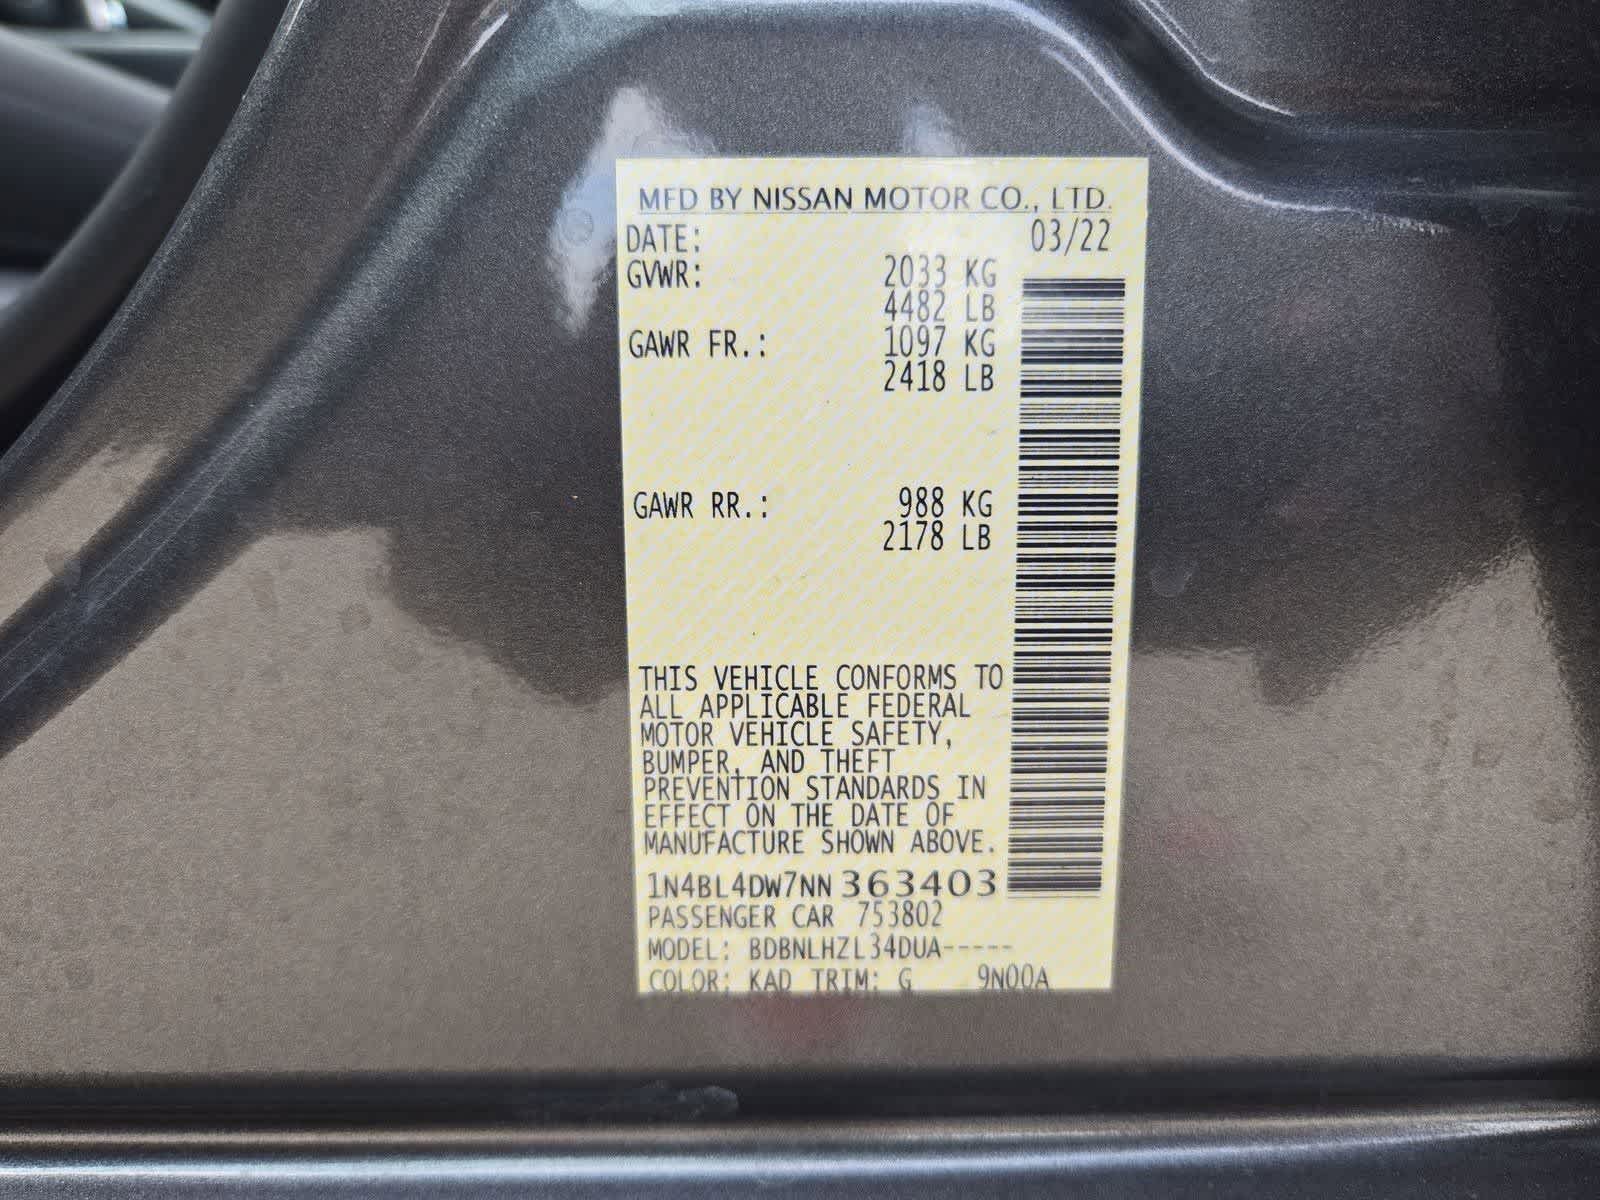 MFD BY NISSAN MOTOR CO., LTD.
DATE: 03/22
GVWR: 2033 KG
4482 LB
GAWR FR.: 1097 KG
2418 LB
GAWR RR.: 988 KG
2178 LB
THIS VEHICLE CONFORMS TO
ALL APPLICABLE FEDERAL
MOTOR VEHICLE SAFETY,
BUMPER, AND THEFT
PREVENTION STANDARDS IN
EFFECT ON THE DATE OF
MANUFACTURE SHOWN ABOVE.
1N4BL4DW7NN363403
PASSENGER CAR 753802
MODEL: BDBNLHZL34DUA-----
COLOR: KAD TRIM: G 9N00A